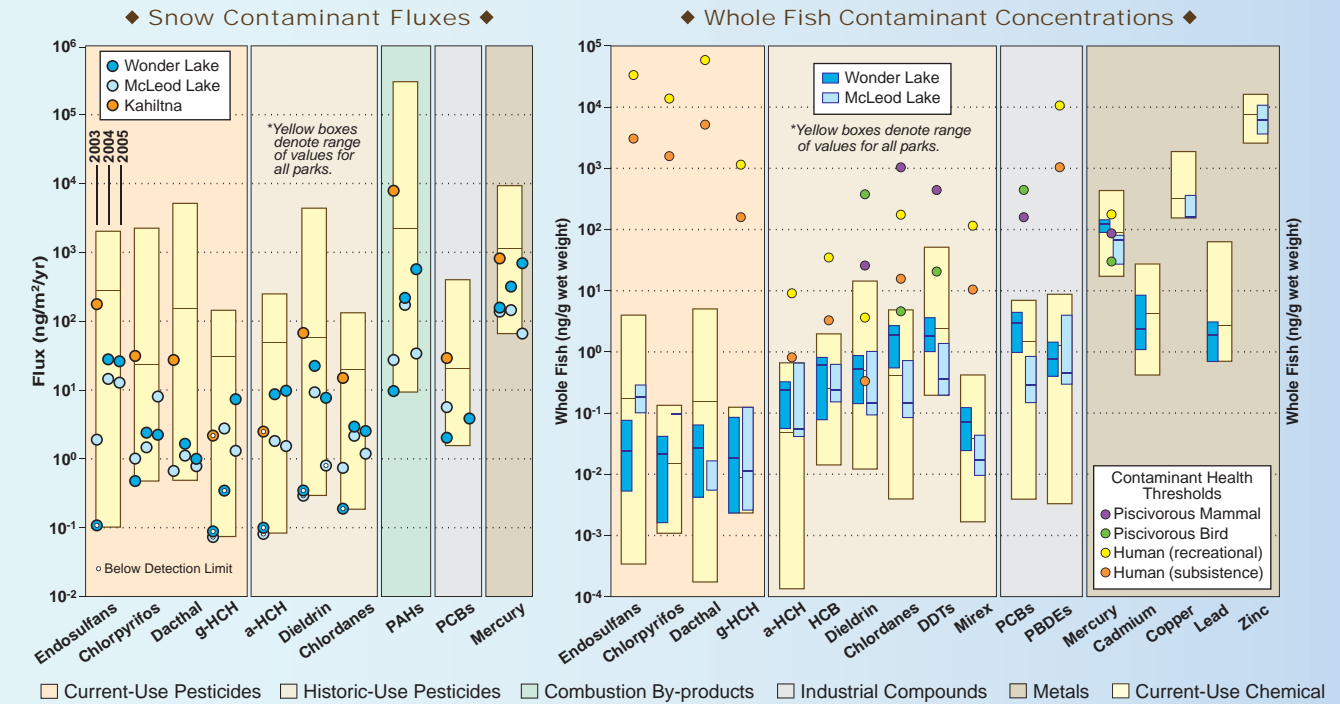 ◆ Snow Contaminant Fluxes ◆
10⁶
10⁵
10⁴
10³
10²
10¹
10⁰
10⁻¹
10⁻²
Flux (ng/m²/yr)
Wonder Lake
McLeod Lake
Kahiltna
2003
2004
2005
*Yellow boxes
denote range
of values for
all parks.
Below Detection Limit
Endosulfans
Chlorpyrifos
Dacthal
g-HCH
a-HCH
Dieldrin
Chlordanes
PAHs
PCBs
Mercury
◆ Whole Fish Contaminant Concentrations ◆
10⁵
10⁴
10³
10²
10¹
10⁰
10⁻¹
10⁻²
10⁻³
10⁻⁴
Whole Fish (ng/g wet weight)
Wonder Lake
McLeod Lake
*Yellow boxes denote range
of values for all parks.
Contaminant Health
Thresholds
Piscivorous Mammal
Piscivorous Bird
Human (recreational)
Human (subsistence)
Whole Fish (ng/g wet weight)
Endosulfans
Chlorpyrifos
Dacthal
g-HCH
a-HCH
HCB
Dieldrin
Chlordanes
DDTs
Mirex
PCBs
PBDEs
Mercury
Cadmium
Copper
Lead
Zinc
Current-Use Pesticides
Historic-Use Pesticides
Combustion By-products
Industrial Compounds
Metals
Current-Use Chemical